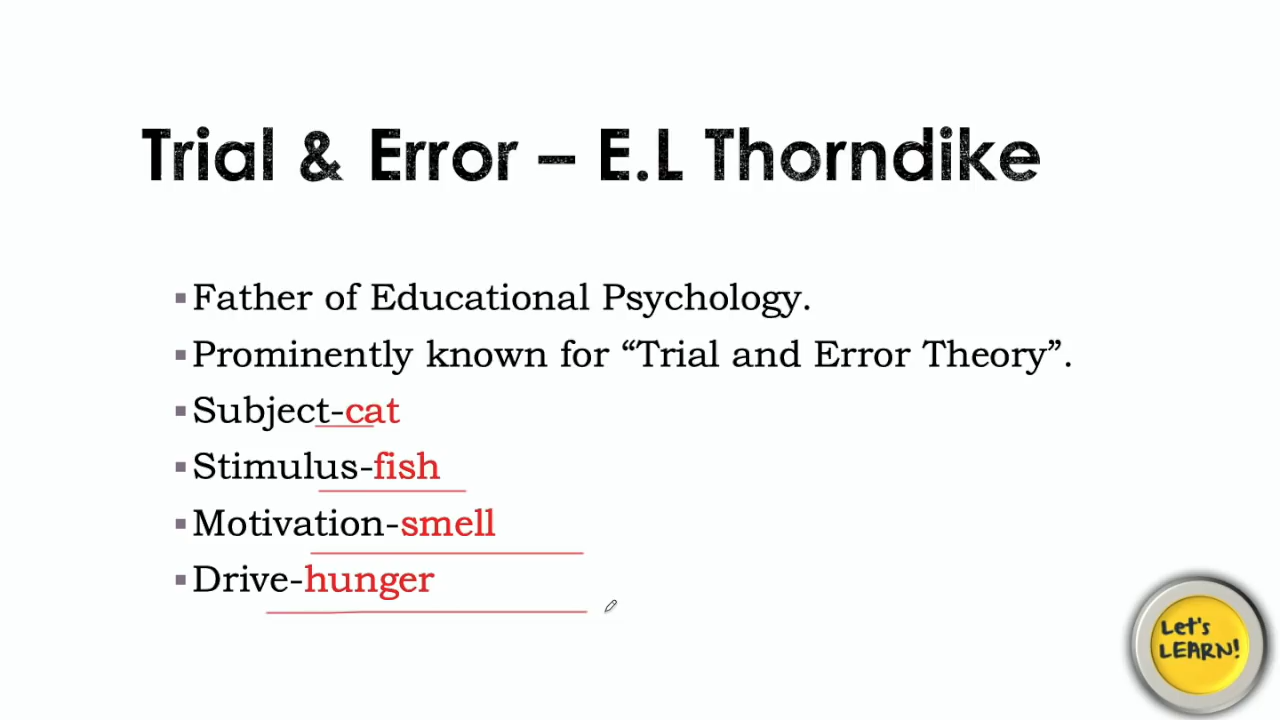 Trial & Error – E.L Thorndike
▪Father of Educational Psychology.
▪Prominently known for “Trial and Error Theory”.
▪Subject-cat
▪Stimulus-fish
▪Motivation-smell
▪Drive-hunger
Let's
LEARN!